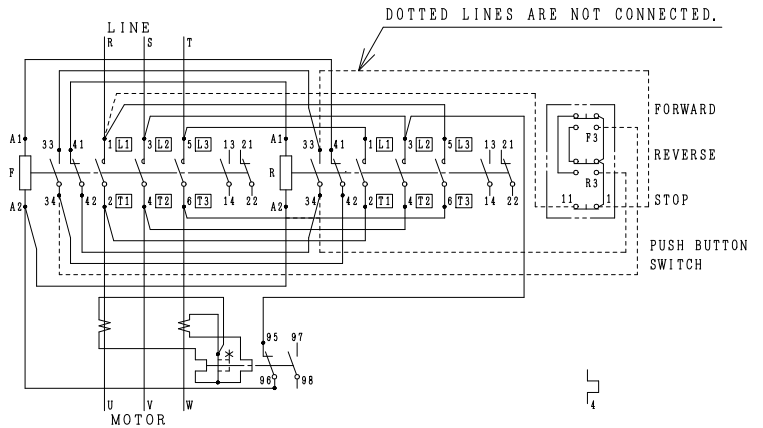 DOTTED LINES ARE NOT CONNECTED.
LINE
R S T
A1 33 41 1 L1 3 L2 5 L3 13 21 A1 33 41 1 L1 3 L2 5 L3 13 21
F R
A2 34 42 2 T1 4 T2 6 T3 14 22 A2 34 42 2 T1 4 T2 6 T3 14 22
FORWARD
F3
REVERSE
R3
STOP
11 1
PUSH BUTTON
SWITCH
95 97
96 98
U V W
MOTOR
4